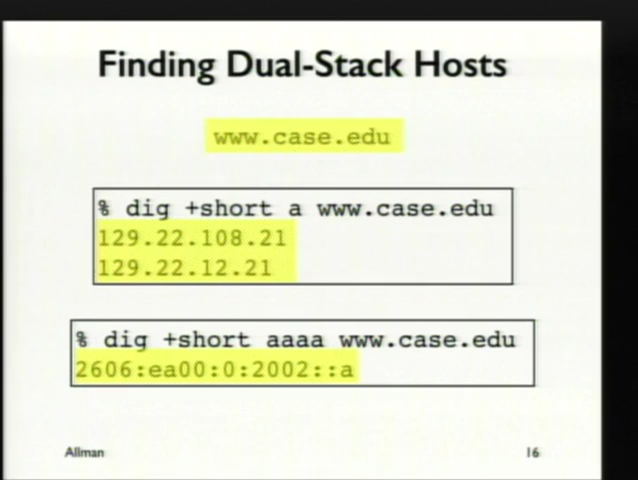 Finding Dual-Stack Hosts
www.case.edu
% dig +short a www.case.edu
129.22.108.21
129.22.12.21
% dig +short aaaa www.case.edu
2606:ea00:0:2002::a
Allman
16